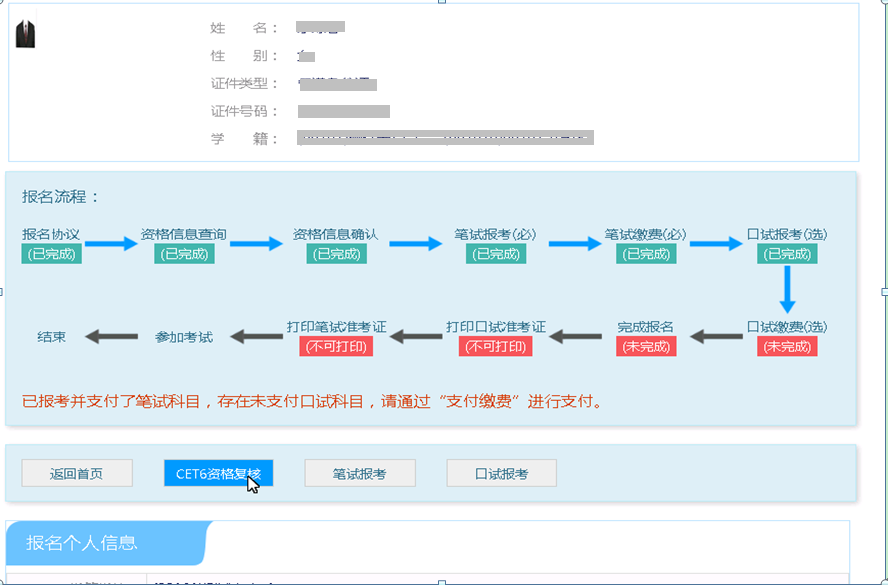 姓 名：
性 别：
证件类型：
证件号码：
学 籍：
报名流程：
报名协议 资格信息查询 资格信息确认 笔试报考(必) 笔试缴费(必) 口试报考(选)
(已完成) (已完成) (已完成) (已完成) (已完成) (已完成)
结束 参加考试 打印笔试准考证 打印口试准考证 完成报名 口试缴费(选)
(不可打印) (不可打印) (未完成) (未完成)
已报考并支付了笔试科目，存在未支付口试科目，请通过“支付缴费”进行支付。
返回首页 CET6资格复核 笔试报考 口试报考
报名个人信息